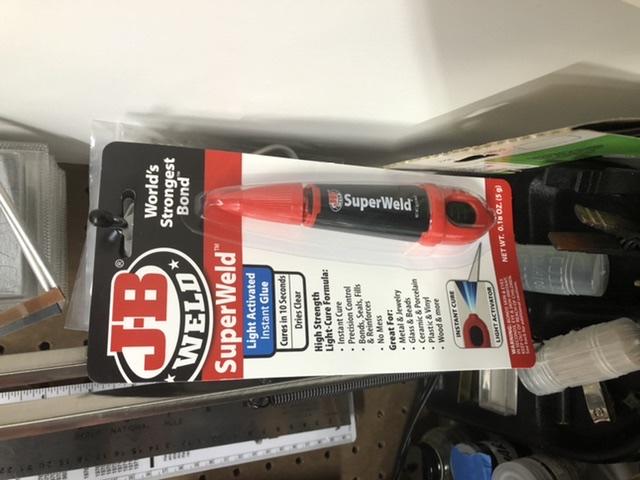 World's
Strongest
Bond
®
J-B
WELD
SuperWeld™
Light Activated
Instant Glue
Cures in 10 Seconds
Dries Clear
High Strength
Light-Cure Formula:
• Instant Cure
• Precision Control
• Bonds, Seals, Fills
& Reinforces
• No Mess
Great For:
• Metal & Jewelry
• Glass & Beads
• Ceramic & Porcelain
• Plastic & Vinyl
• Wood & more
J-B
WELD
SuperWeld
INSTANT CURE
LIGHT ACTIVATOR
NET WT. 0.18 OZ. (5 g)